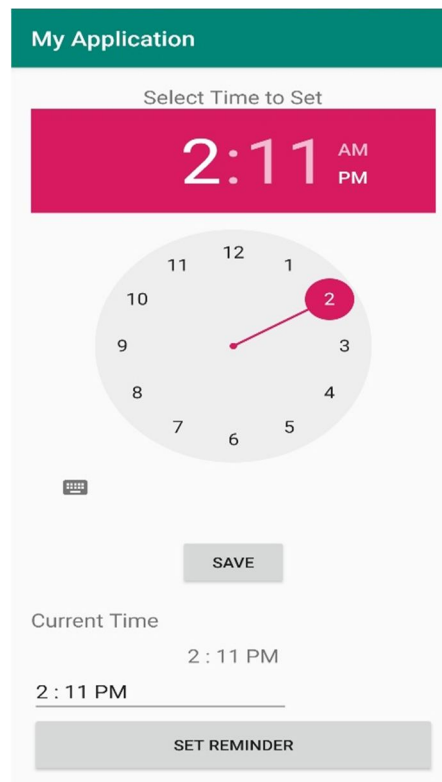 My Application
Select Time to Set
2:11 AM
PM
12
11 1
10 2
9 3
8 4
7 5
6
SAVE
Current Time
2 : 11 PM
2 : 11 PM
SET REMINDER